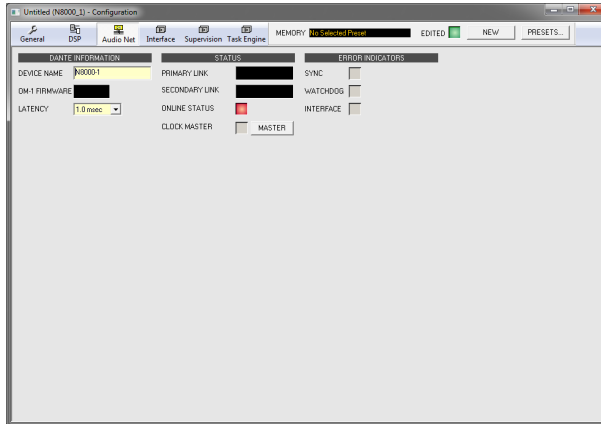 Untitled (N8000_1) - Configuration
General DSP Audio Net Interface Supervision Task Engine MEMORY No Selected Preset EDITED NEW PRESETS...
DANTE INFORMATION STATUS ERROR INDICATORS
DEVICE NAME N8000-1 PRIMARY LINK SYNC
OM-1 FIRMWARE SECONDARY LINK WATCHDOG
LATENCY 1.0 msec ONLINE STATUS INTERFACE
CLOCK MASTER MASTER